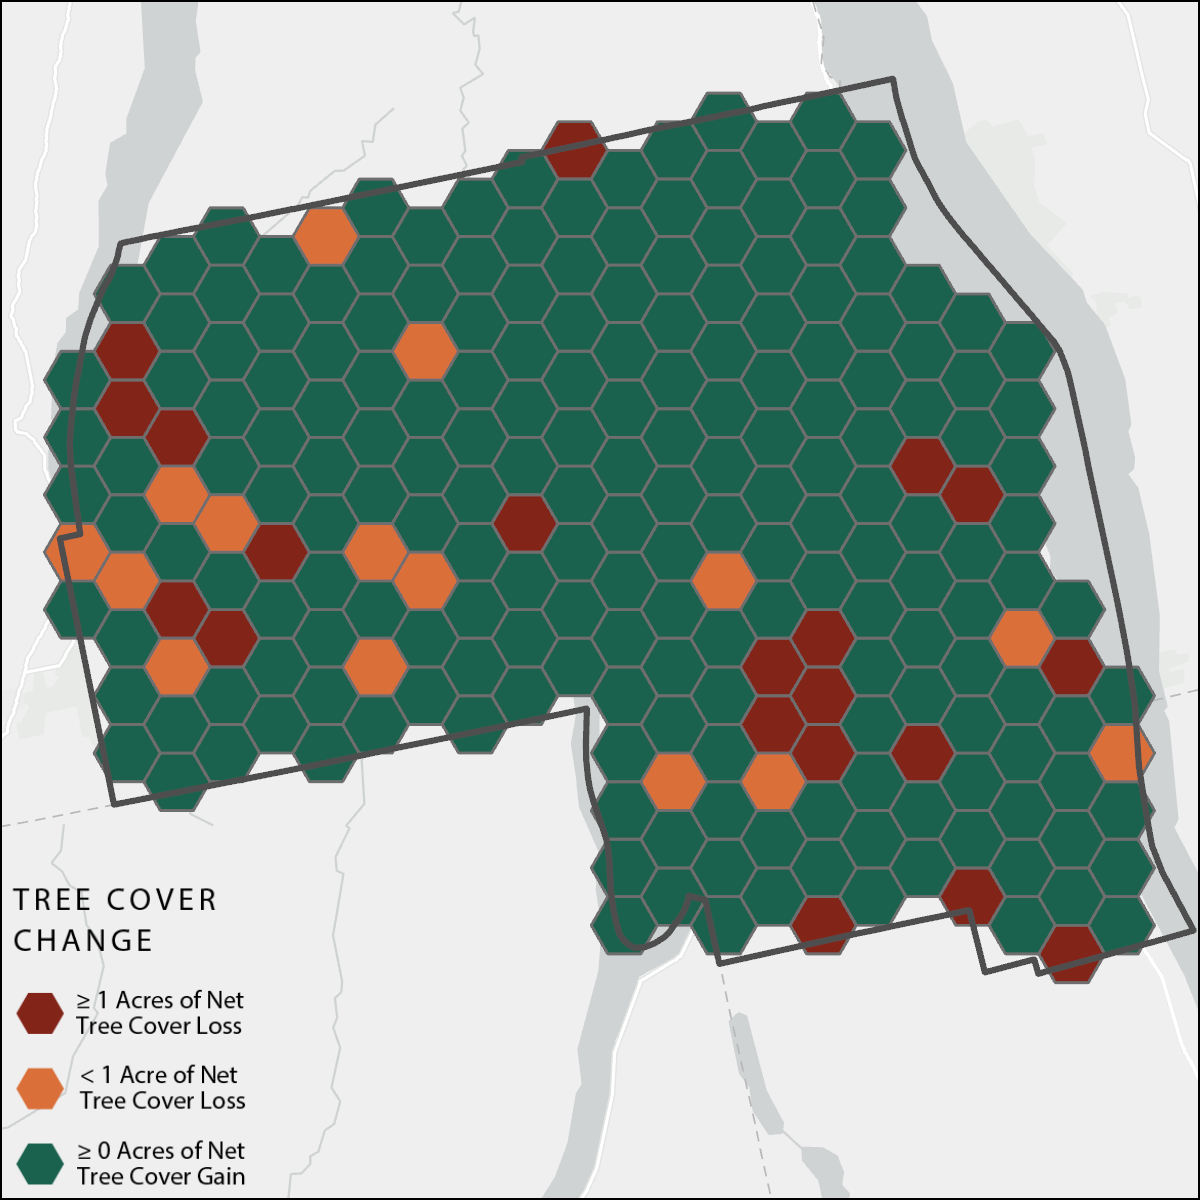 TREE COVER
CHANGE
≥ 1 Acres of Net
Tree Cover Loss
< 1 Acre of Net
Tree Cover Loss
≥ 0 Acres of Net
Tree Cover Gain